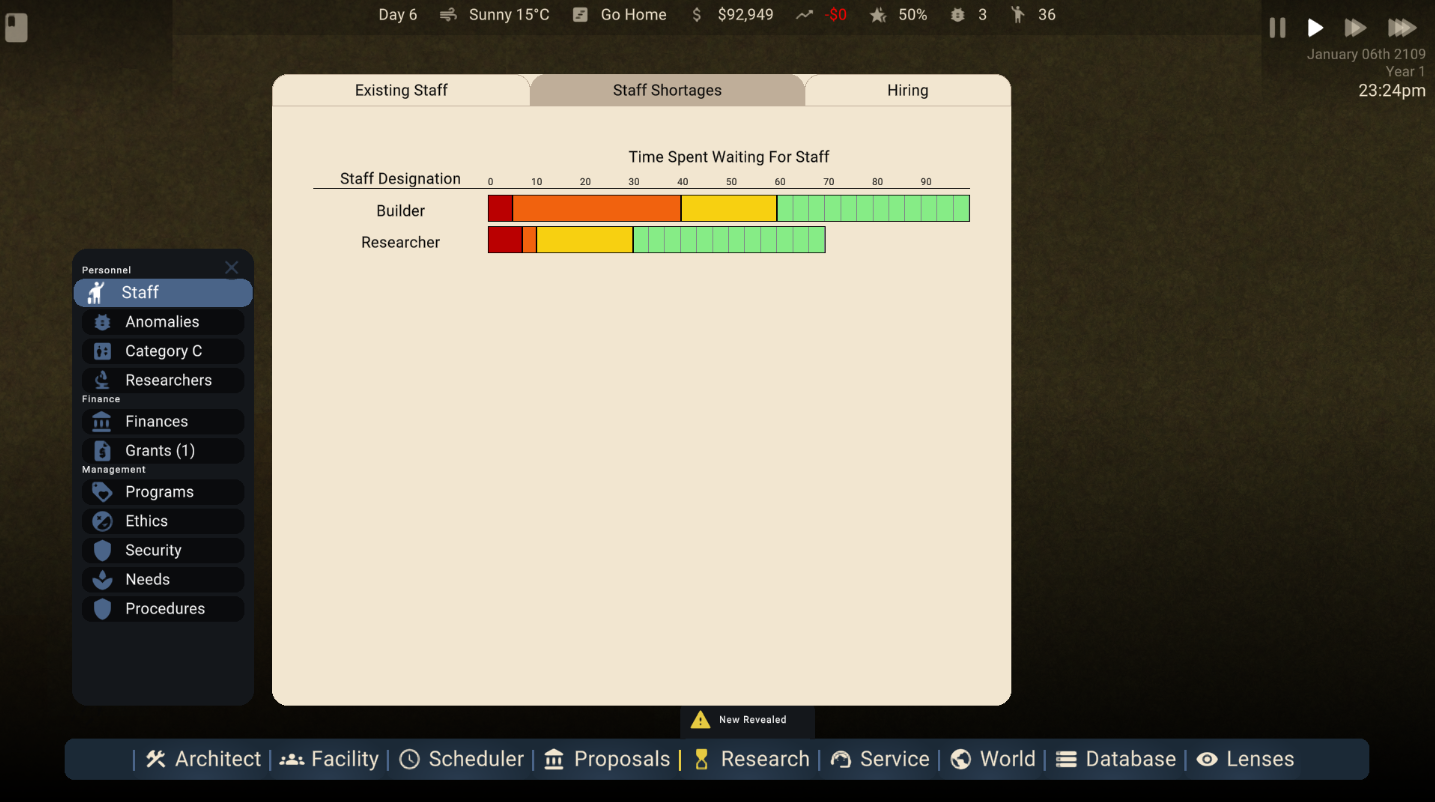 Day 6 Sunny 15°C Go Home $ $92,949 -$0 50% 3 36
January 06th 2109
Year 1
23:24pm
Existing Staff Staff Shortages Hiring
Time Spent Waiting For Staff
Staff Designation 0 10 20 30 40 50 60 70 80 90
Builder
Researcher
Personnel
Staff
Anomalies
Category C
Researchers
Finance
Finances
Grants (1)
Management
Programs
Ethics
Security
Needs
Procedures
New Revealed
Architect Facility Scheduler Proposals Research Service World Database Lenses